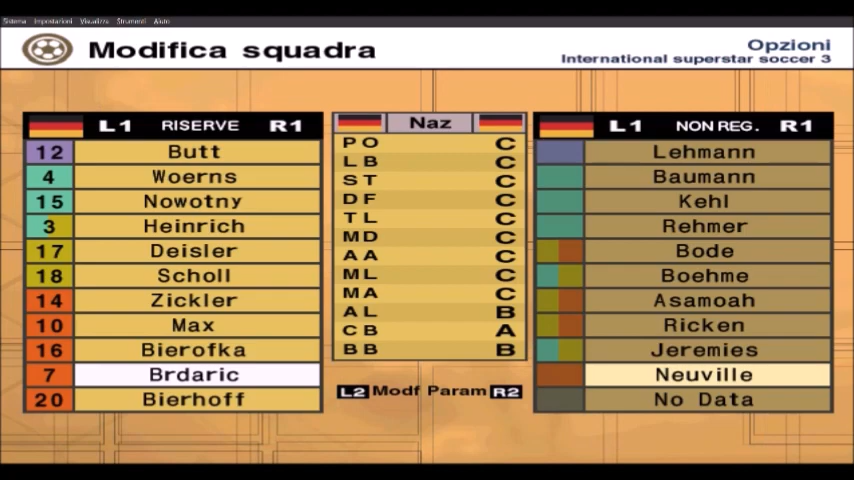 Sistema Impostazioni Visualizza Strumenti Aiuto
Modifica squadra
Opzioni
International superstar soccer 3
L1 RISERVE R1
12 Butt
4 Woerns
15 Nowotny
3 Heinrich
17 Deisler
18 Scholl
14 Zickler
10 Max
16 Bierofka
7 Brdaric
20 Bierhoff
Naz
PO C
LB C
ST C
DF C
TL C
MD C
AA C
ML C
MA C
AL B
CB A
BB B
L2 Modf Param R2
L1 NON REG. R1
Lehmann
Baumann
Kehl
Rehmer
Bode
Boehme
Asamoah
Ricken
Jeremies
Neuville
No Data